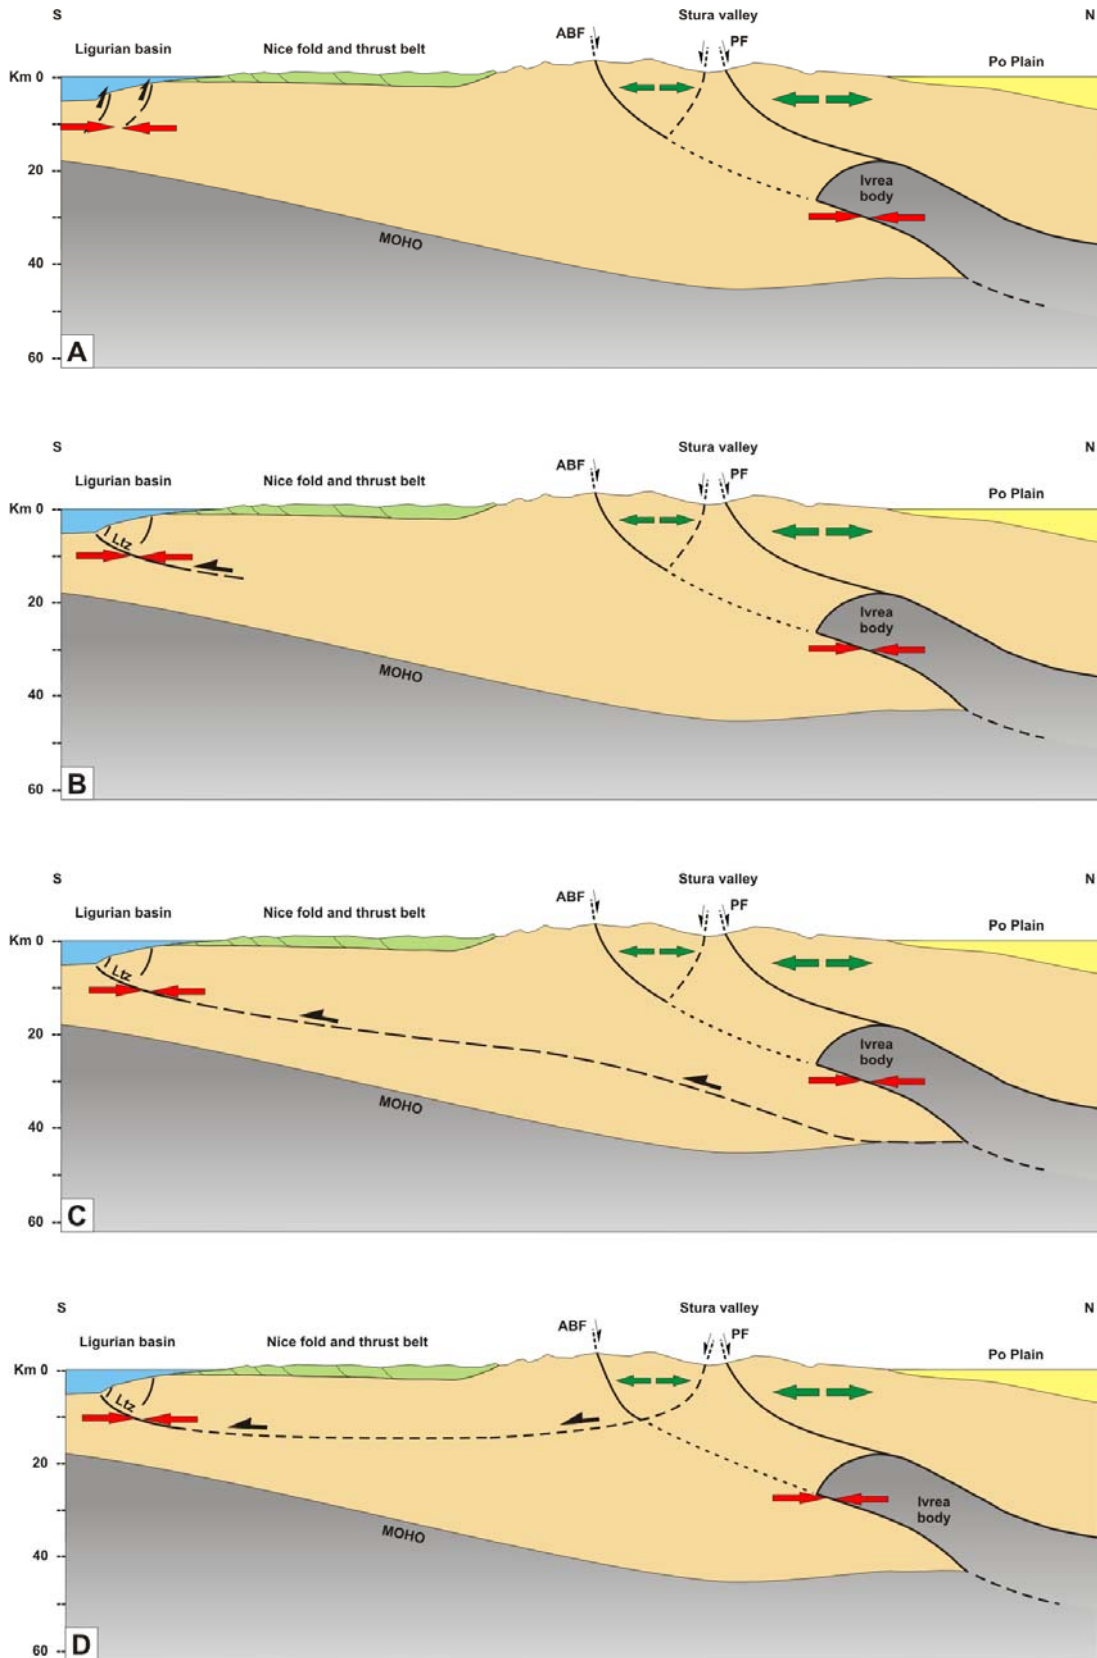 S Stura valley N
Ligurian basin Nice fold and thrust belt ABF PF Po Plain
Km 0
20
Ivrea
body
MOHO
40
60
A
S Stura valley N
Ligurian basin Nice fold and thrust belt ABF PF Po Plain
Km 0
Ltz
20
Ivrea
body
MOHO
40
60
B
S Stura valley N
Ligurian basin Nice fold and thrust belt ABF PF Po Plain
Km 0
Ltz
20
Ivrea
body
MOHO
40
60
C
S Stura valley N
Ligurian basin Nice fold and thrust belt ABF PF Po Plain
Km 0
Ltz
20
Ivrea
body
MOHO
40
60
D